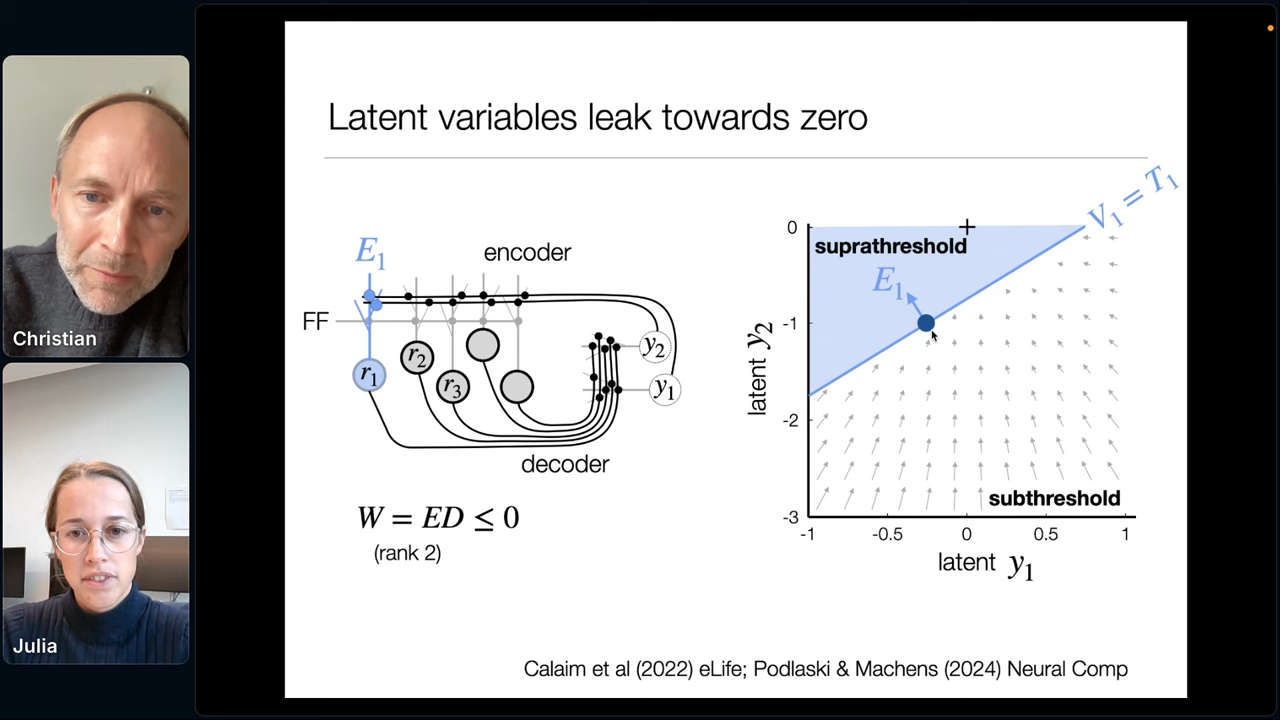 Latent variables leak towards zero
E₁
encoder
FF
r₁
r₂
r₃
y₂
y₁
decoder
W = ED ≤ 0
(rank 2)
V₁ = T₁
0
-1
-2
-3
latent y₂
suprathreshold
E₁
subthreshold
-1
-0.5
0
0.5
1
latent y₁
Calaim et al (2022) eLife; Podlaski & Machens (2024) Neural Comp
Christian
Julia